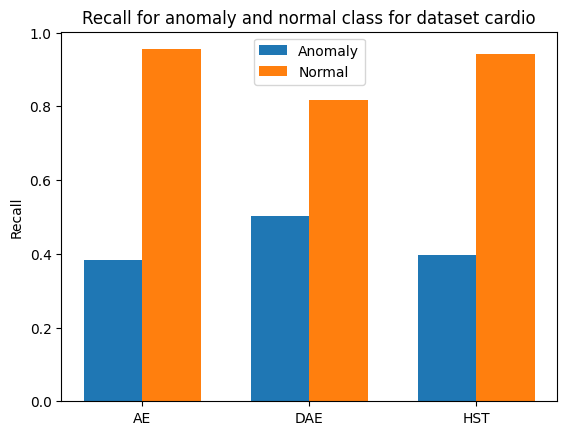 Recall for anomaly and normal class for dataset cardio
Anomaly
Normal
Recall
1.0
0.8
0.6
0.4
0.2
0.0
AE DAE HST